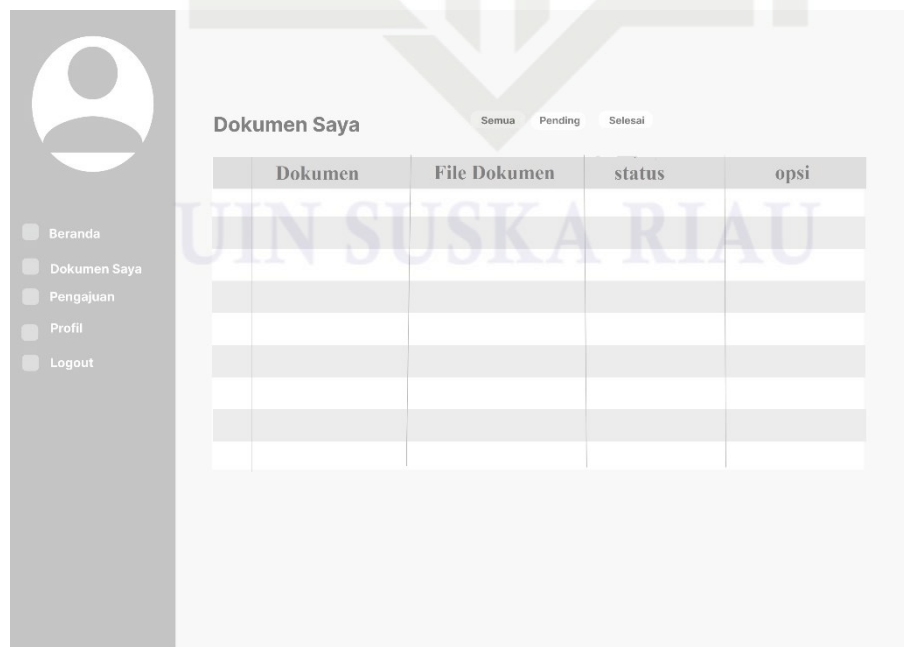 Dokumen Saya
Semua Pending Selesai
Dokumen File Dokumen status opsi
UIN SUSKA RIAU
Beranda
Dokumen Saya
Pengajuan
Profil
Logout